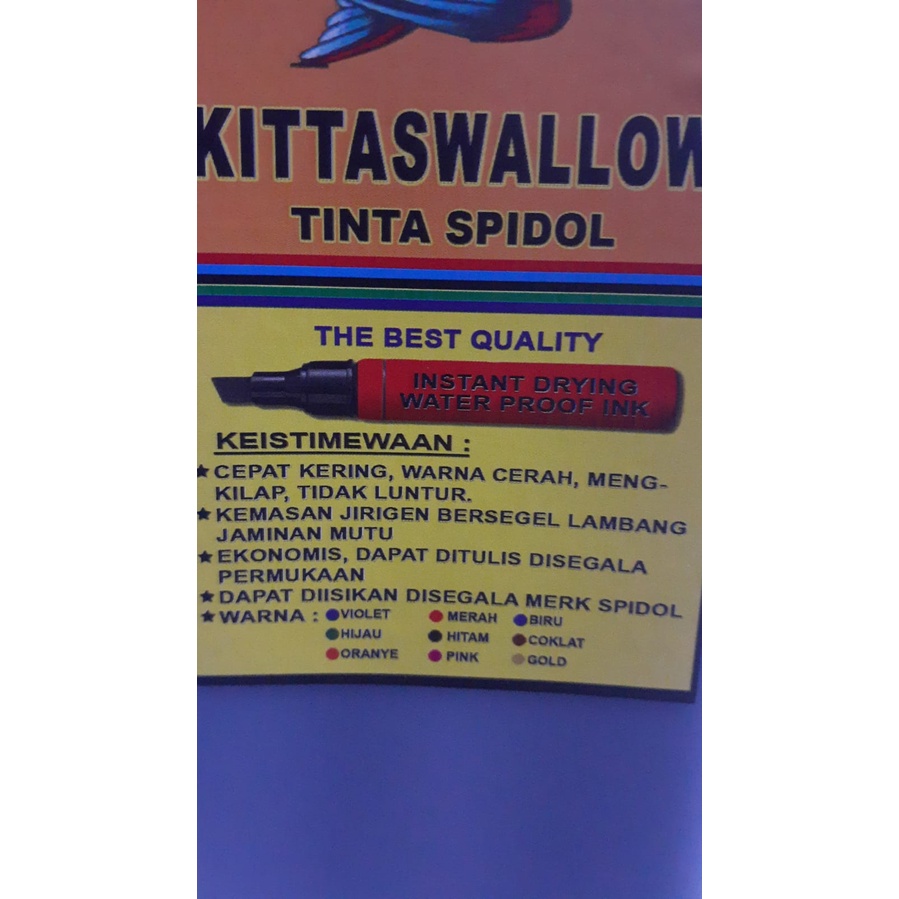 KITTASWALLOW
TINTA SPIDOL
THE BEST QUALITY
INSTANT DRYING
WATER PROOF INK
KEISTIMEWAAN :
★ CEPAT KERING, WARNA CERAH, MENG-
KILAP, TIDAK LUNTUR.
★ KEMASAN JIRIGEN BERSEGEL LAMBANG
JAMINAN MUTU
★ EKONOMIS, DAPAT DITULIS DISEGALA
PERMUKAAN
★ DAPAT DIISIKAN DISEGALA MERK SPIDOL
★ WARNA : ● VIOLET ● MERAH ● BIRU
● HIJAU ● HITAM ● COKLAT
● ORANYE ● PINK ● GOLD